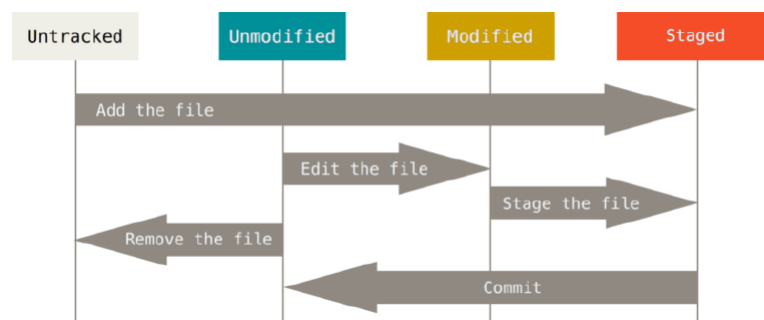 Untracked
Unmodified
Modified
Staged
Add the file
Edit the file
Stage the file
Remove the file
Commit